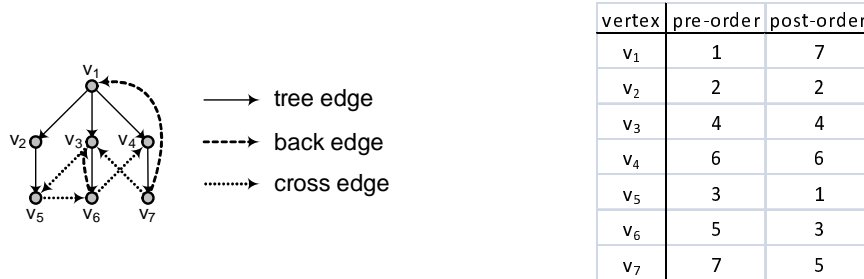 v₁
v₂ v₃ v₄
v₅ v₆ v₇
tree edge
back edge
cross edge
vertex pre-order post-order
v₁ 1 7
v₂ 2 2
v₃ 4 4
v₄ 6 6
v₅ 3 1
v₆ 5 3
v₇ 7 5